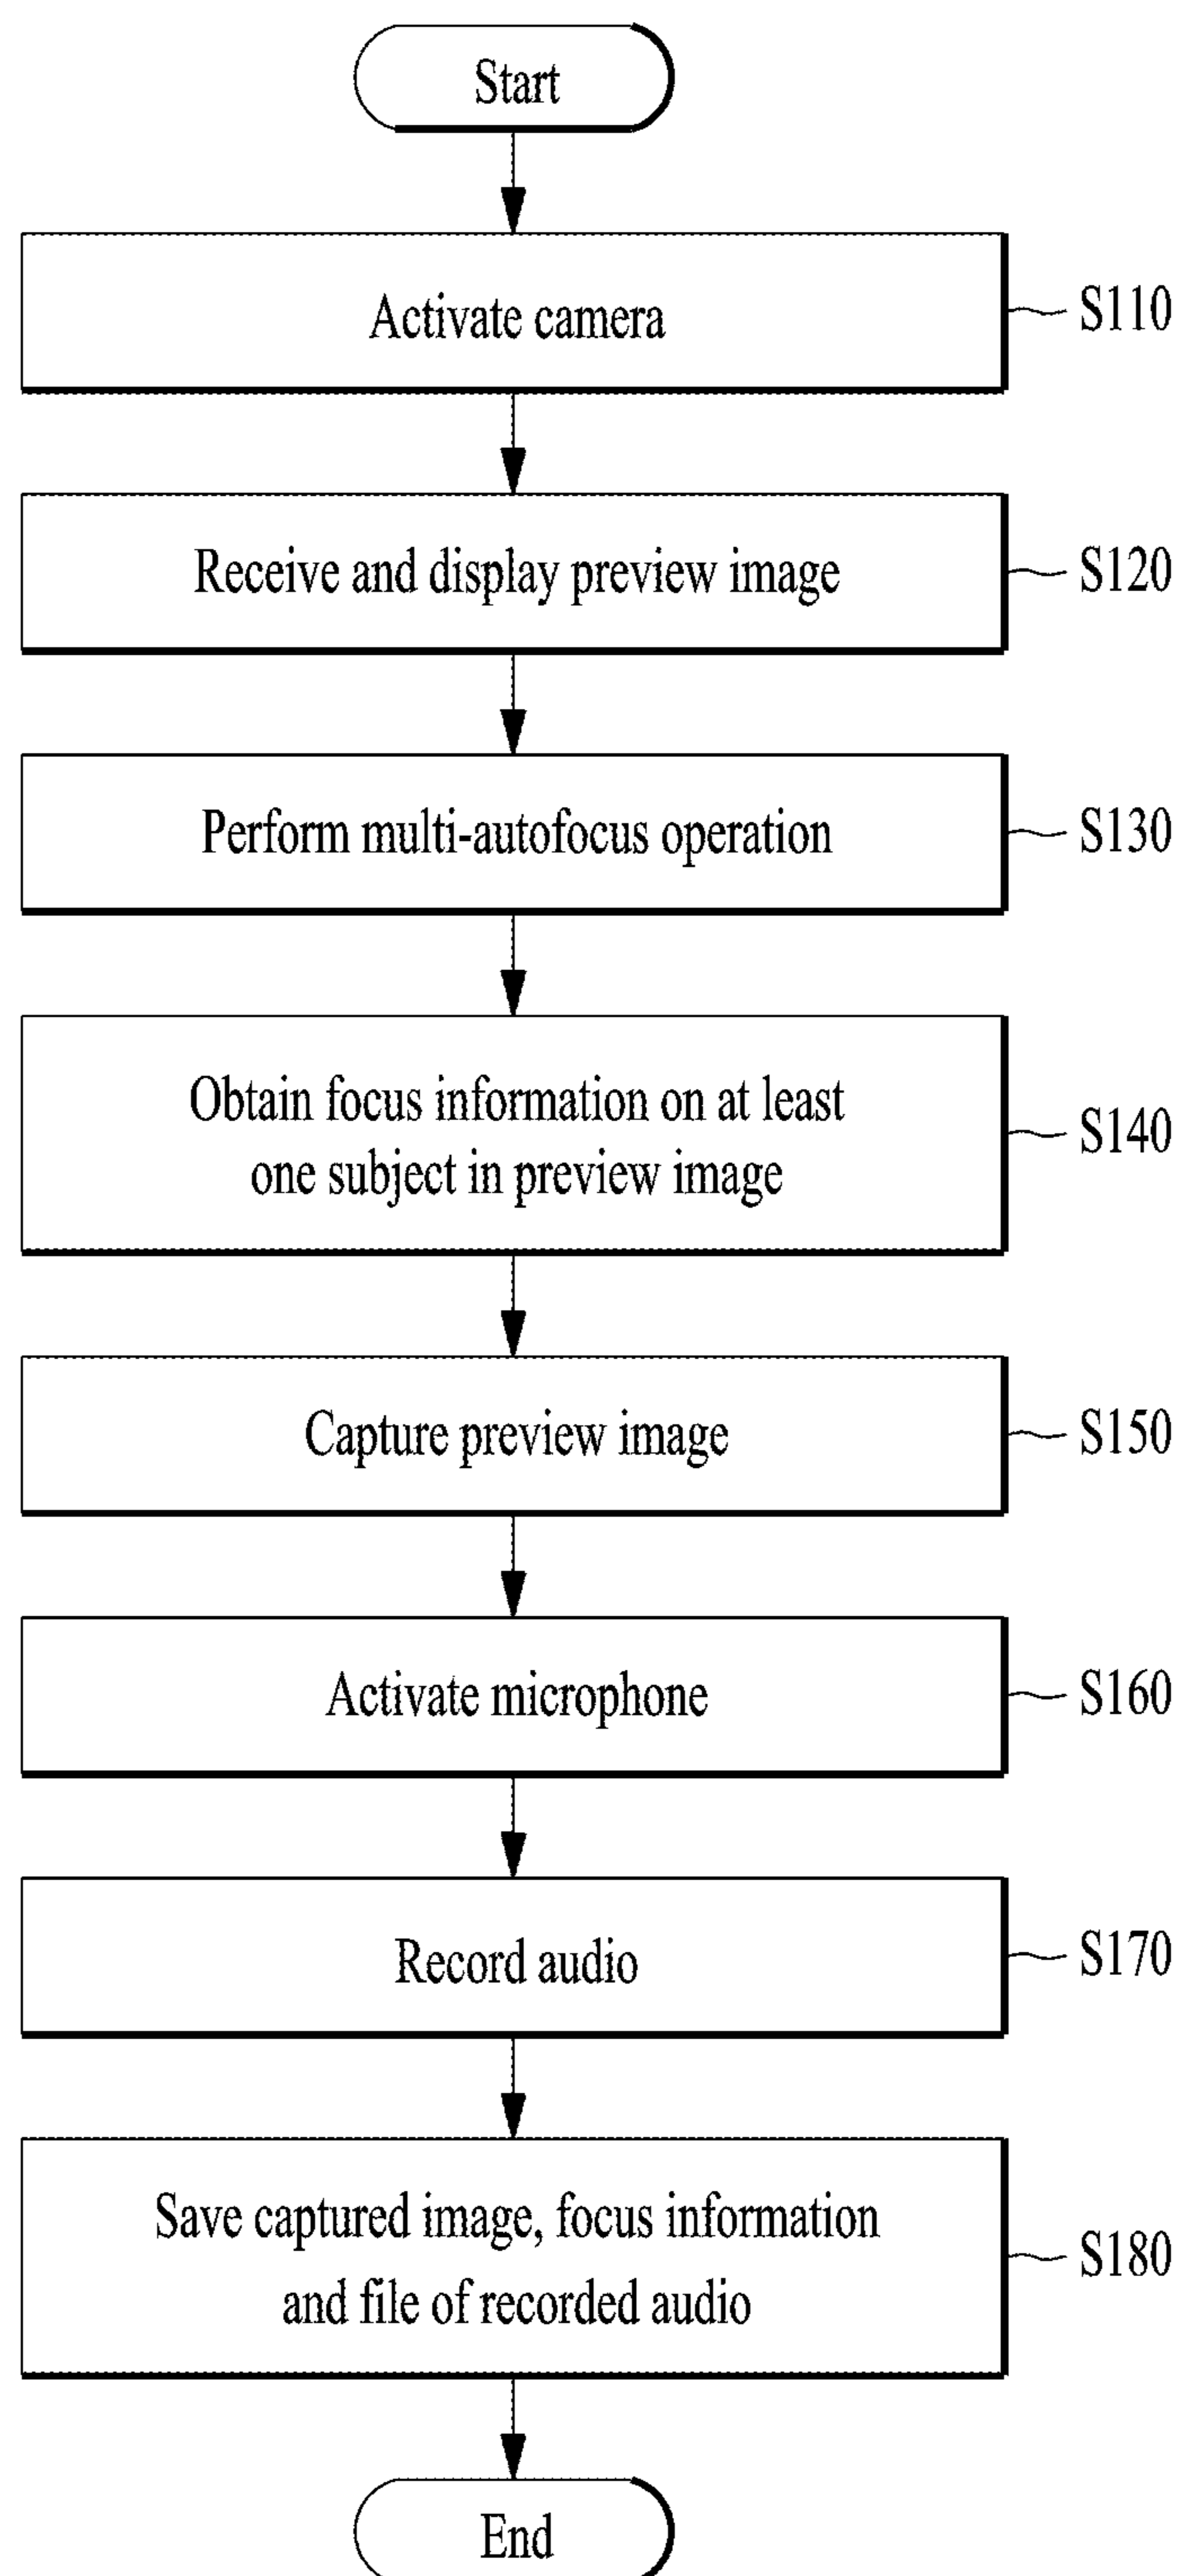 Start
Activate camera
S110
Receive and display preview image
S120
Perform multi-autofocus operation
S130
Obtain focus information on at least
one subject in preview image
S140
Capture preview image
S150
Activate microphone
S160
Record audio
S170
Save captured image, focus information
and file of recorded audio
S180
End